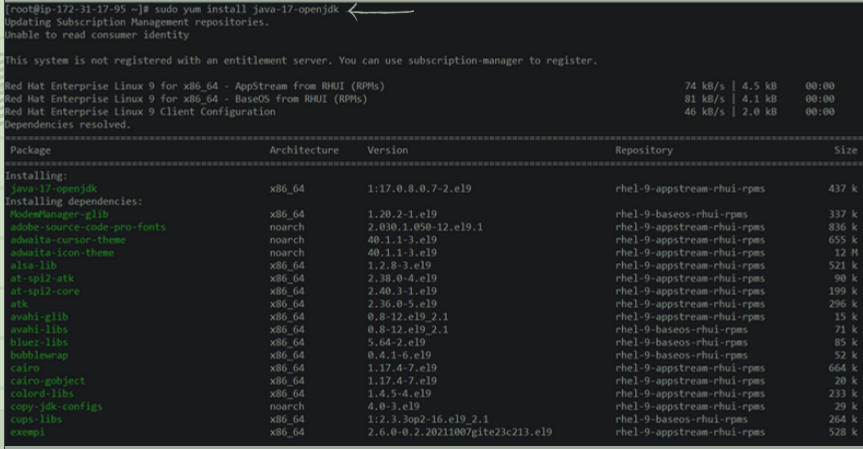 [root@ip-172-31-17-95 ~]# sudo yum install java-17-openjdk
Updating Subscription Management repositories.
Unable to read consumer identity
This system is not registered with an entitlement server. You can use subscription-manager to register.
Red Hat Enterprise Linux 9 for x86_64 - AppStream from RHUI (RPMs) 74 kB/s | 4.5 kB 00:00
Red Hat Enterprise Linux 9 for x86_64 - BaseOS from RHUI (RPMs) 81 kB/s | 4.1 kB 00:00
Red Hat Enterprise Linux 9 Client Configuration 46 kB/s | 2.0 kB 00:00
Dependencies resolved.
Package Architecture Version Repository Size
Installing:
java-17-openjdk x86_64 1:17.0.8.0.7-2.el9 rhel-9-appstream-rhui-rpms 437 k
Installing dependencies:
ModemManager-glib x86_64 1.20.2-1.el9 rhel-9-baseos-rhui-rpms 337 k
adobe-source-code-pro-fonts noarch 2.030.1.050-12.el9.1 rhel-9-appstream-rhui-rpms 836 k
adwaita-cursor-theme noarch 40.1.1-3.el9 rhel-9-appstream-rhui-rpms 655 k
adwaita-icon-theme noarch 40.1.1-3.el9 rhel-9-appstream-rhui-rpms 12 M
alsa-lib x86_64 1.2.8-3.el9 rhel-9-appstream-rhui-rpms 521 k
at-spi2-atk x86_64 2.38.0-4.el9 rhel-9-appstream-rhui-rpms 90 k
at-spi2-core x86_64 2.40.3-1.el9 rhel-9-appstream-rhui-rpms 199 k
atk x86_64 2.36.0-5.el9 rhel-9-appstream-rhui-rpms 296 k
avahi-glib x86_64 0.8-12.el9_2.1 rhel-9-appstream-rhui-rpms 15 k
avahi-libs x86_64 0.8-12.el9_2.1 rhel-9-baseos-rhui-rpms 71 k
bluez-libs x86_64 5.64-2.el9 rhel-9-baseos-rhui-rpms 85 k
bubblewrap x86_64 0.4.1-6.el9 rhel-9-baseos-rhui-rpms 52 k
cairo x86_64 1.17.4-7.el9 rhel-9-appstream-rhui-rpms 664 k
cairo-gobject x86_64 1.17.4-7.el9 rhel-9-appstream-rhui-rpms 20 k
colord-libs x86_64 1.4.5-4.el9 rhel-9-appstream-rhui-rpms 233 k
copy-jdk-configs noarch 4.0-3.el9 rhel-9-appstream-rhui-rpms 29 k
cups-libs x86_64 1:2.3.3op2-16.el9_2.1 rhel-9-baseos-rhui-rpms 264 k
exempi x86_64 2.6.0-0.2.20211007gite23c213.el9 rhel-9-appstream-rhui-rpms 528 k